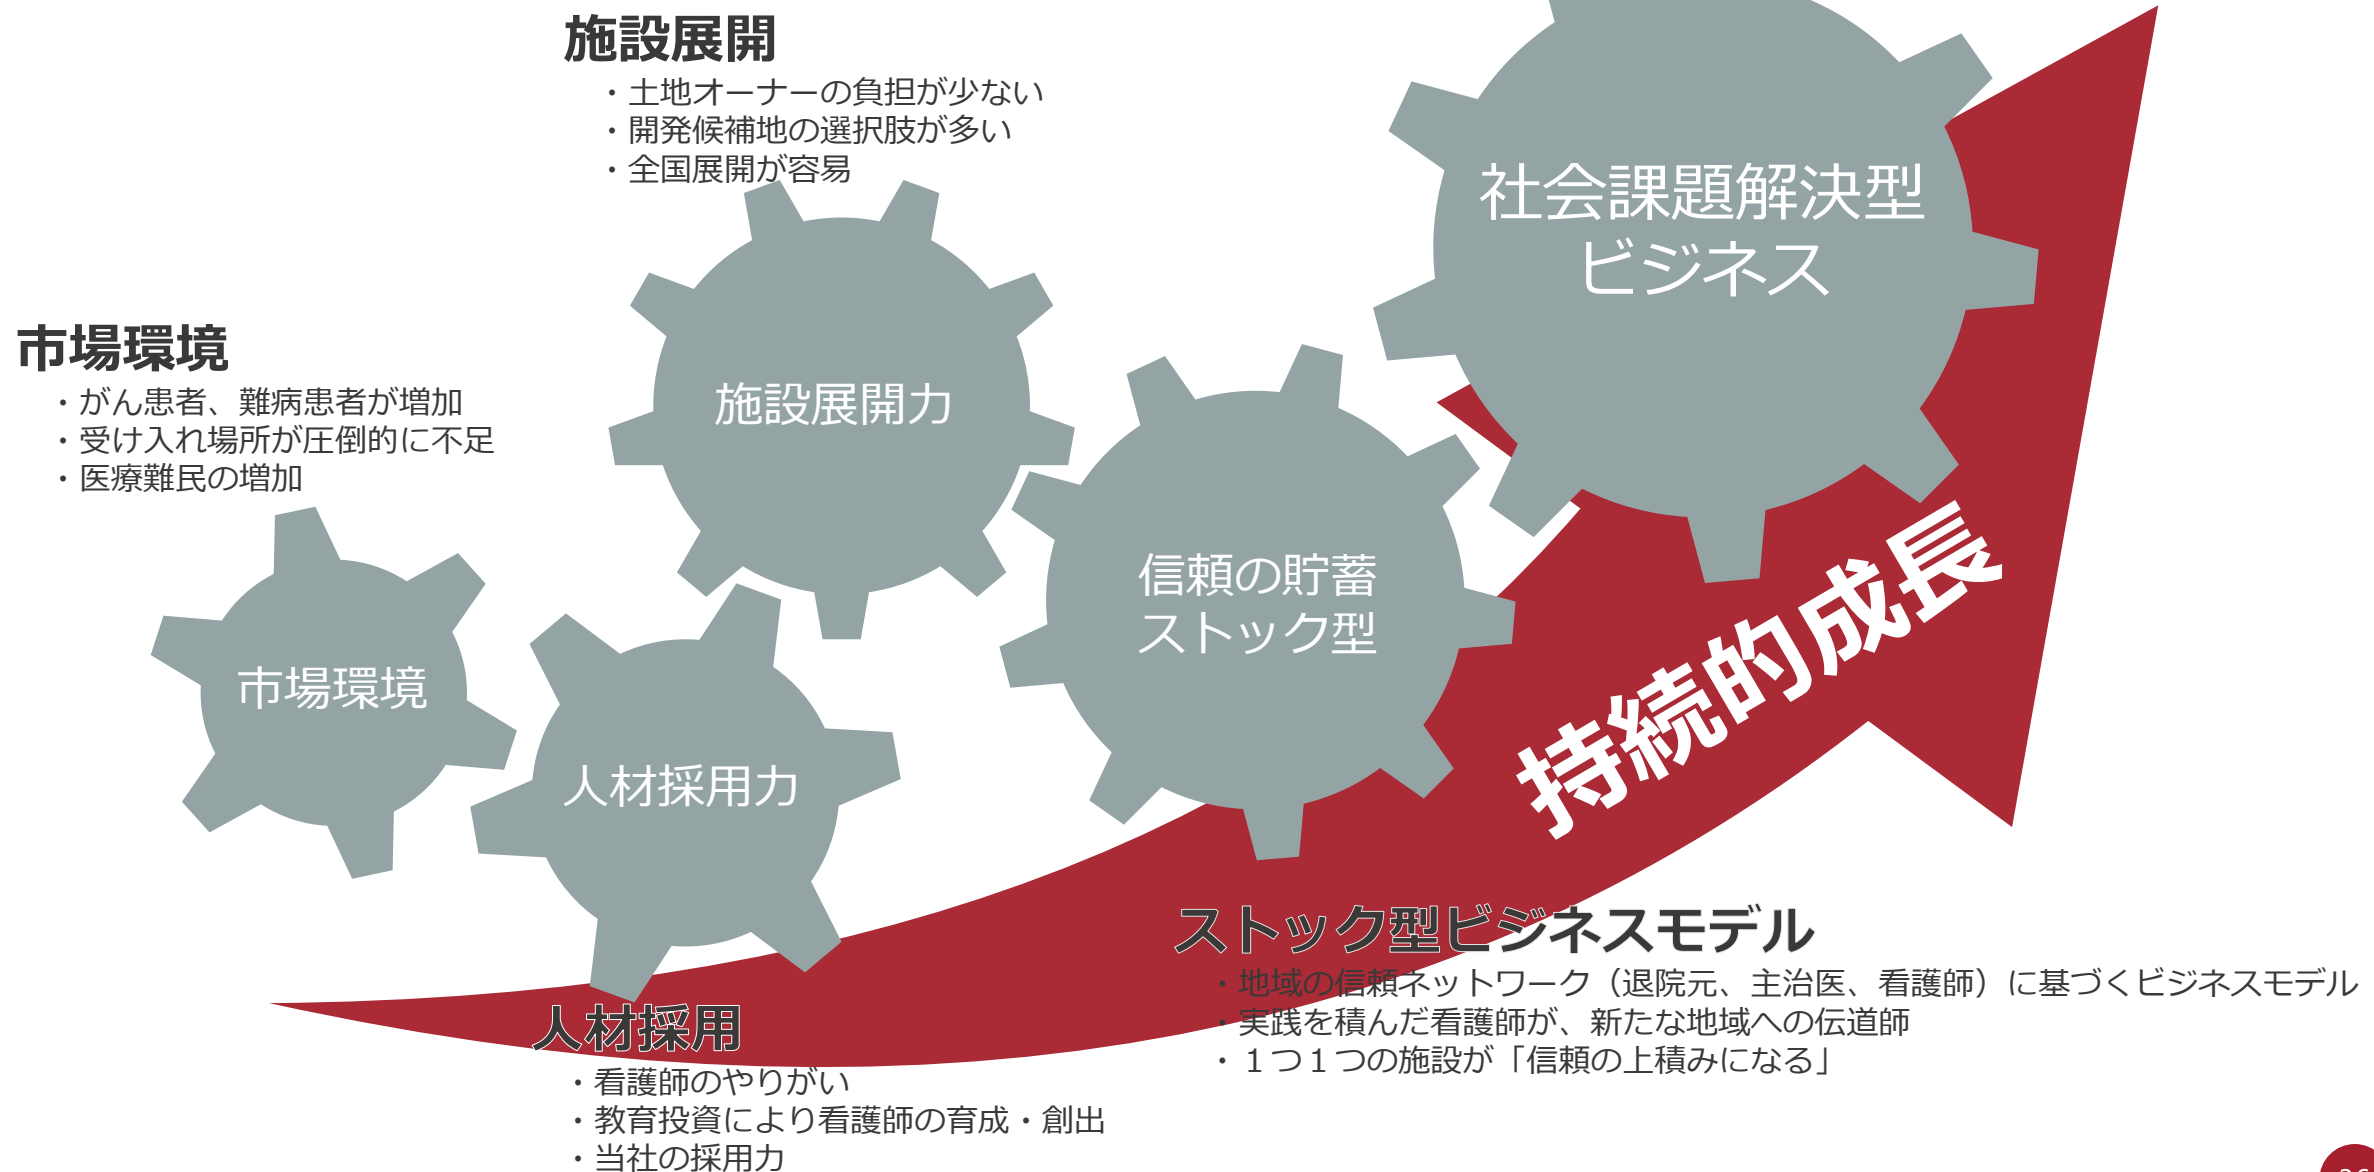 施設展開
・土地オーナーの負担が少ない
・開発候補地の選択肢が多い
・全国展開が容易
社会課題解決型
ビジネス
市場環境
・がん患者、難病患者が増加
・受け入れ場所が圧倒的に不足
・医療難民の増加
施設展開力
信頼の貯蓄
ストック型
市場環境
人材採用力
持続的成長
ストック型ビジネスモデル
・地域の信頼ネットワーク（退院元、主治医、看護師）に基づくビジネスモデル
・実践を積んだ看護師が、新たな地域への伝道師
・１つ１つの施設が「信頼の上積みになる」
人材採用
・看護師のやりがい
・教育投資により看護師の育成・創出
・当社の採用力